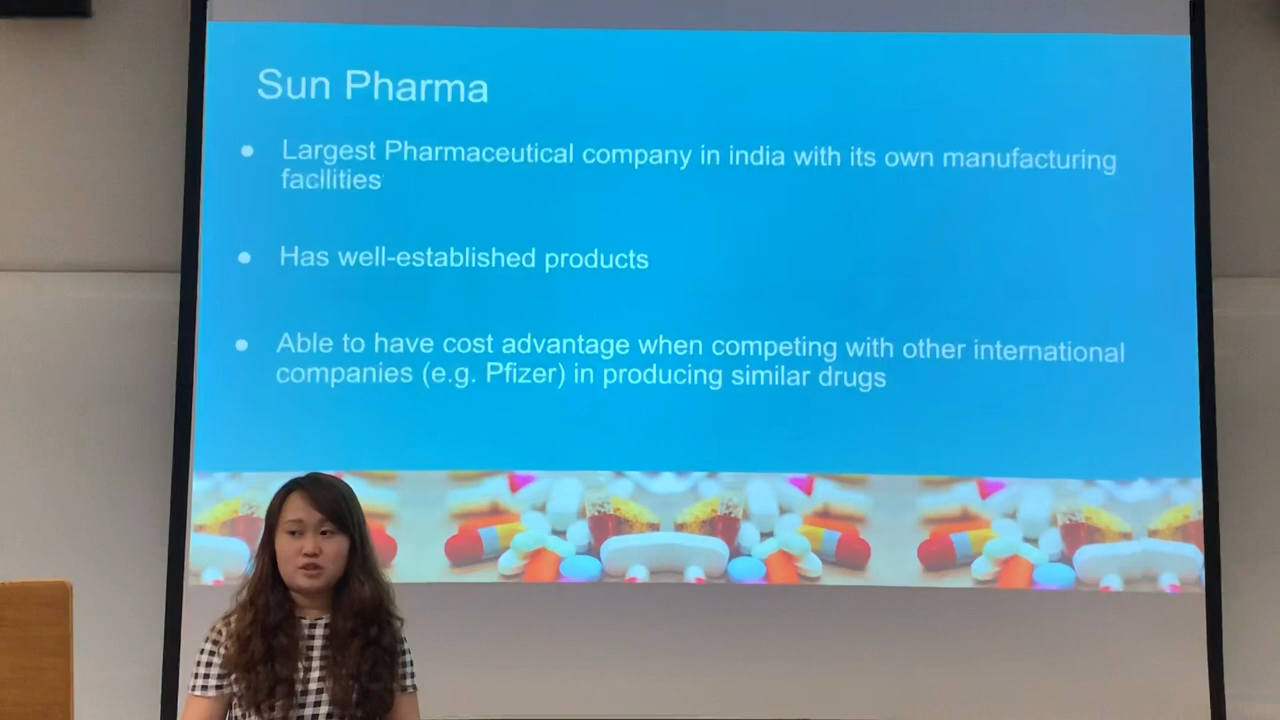 Sun Pharma
● Largest Pharmaceutical company in india with its own manufacturing
facilities
● Has well-established products
● Able to have cost advantage when competing with other international
companies (e.g. Pfizer) in producing similar drugs